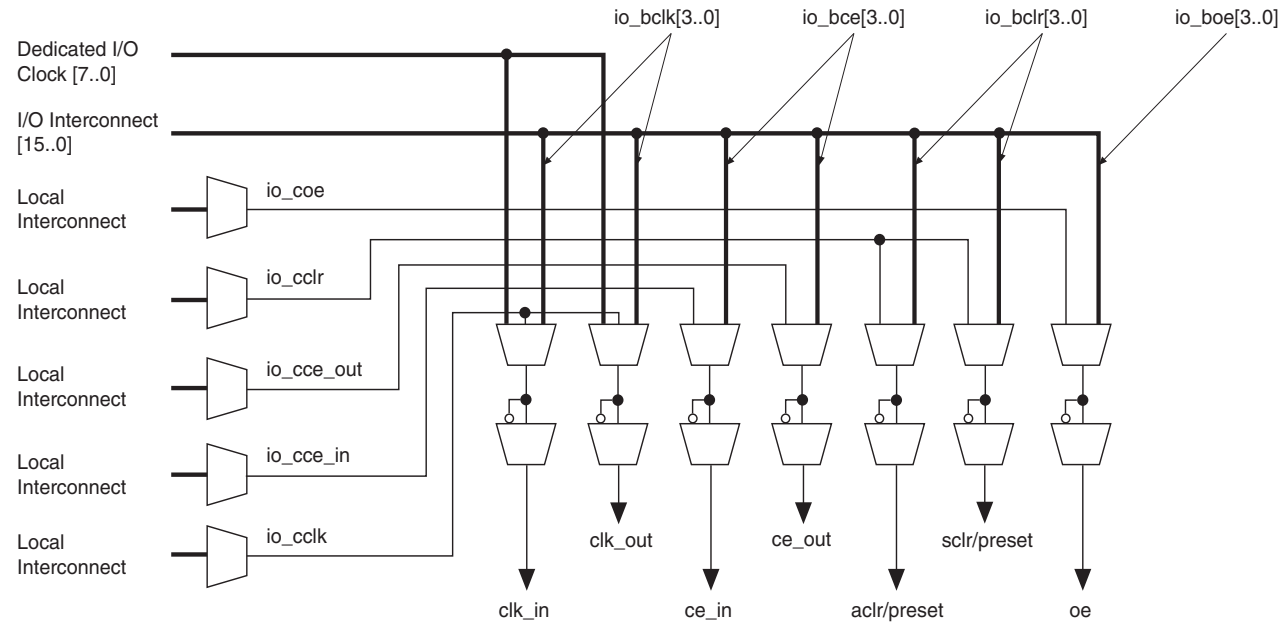 io_bclk[3..0]
io_bce[3..0]
io_bclr[3..0]
io_boe[3..0]
Dedicated I/O
Clock [7..0]
I/O Interconnect
[15..0]
Local
Interconnect
io_coe
Local
Interconnect
io_cclr
Local
Interconnect
io_cce_out
Local
Interconnect
io_cce_in
Local
Interconnect
io_cclk
clk_out
ce_out
sclr/preset
clk_in
ce_in
aclr/preset
oe